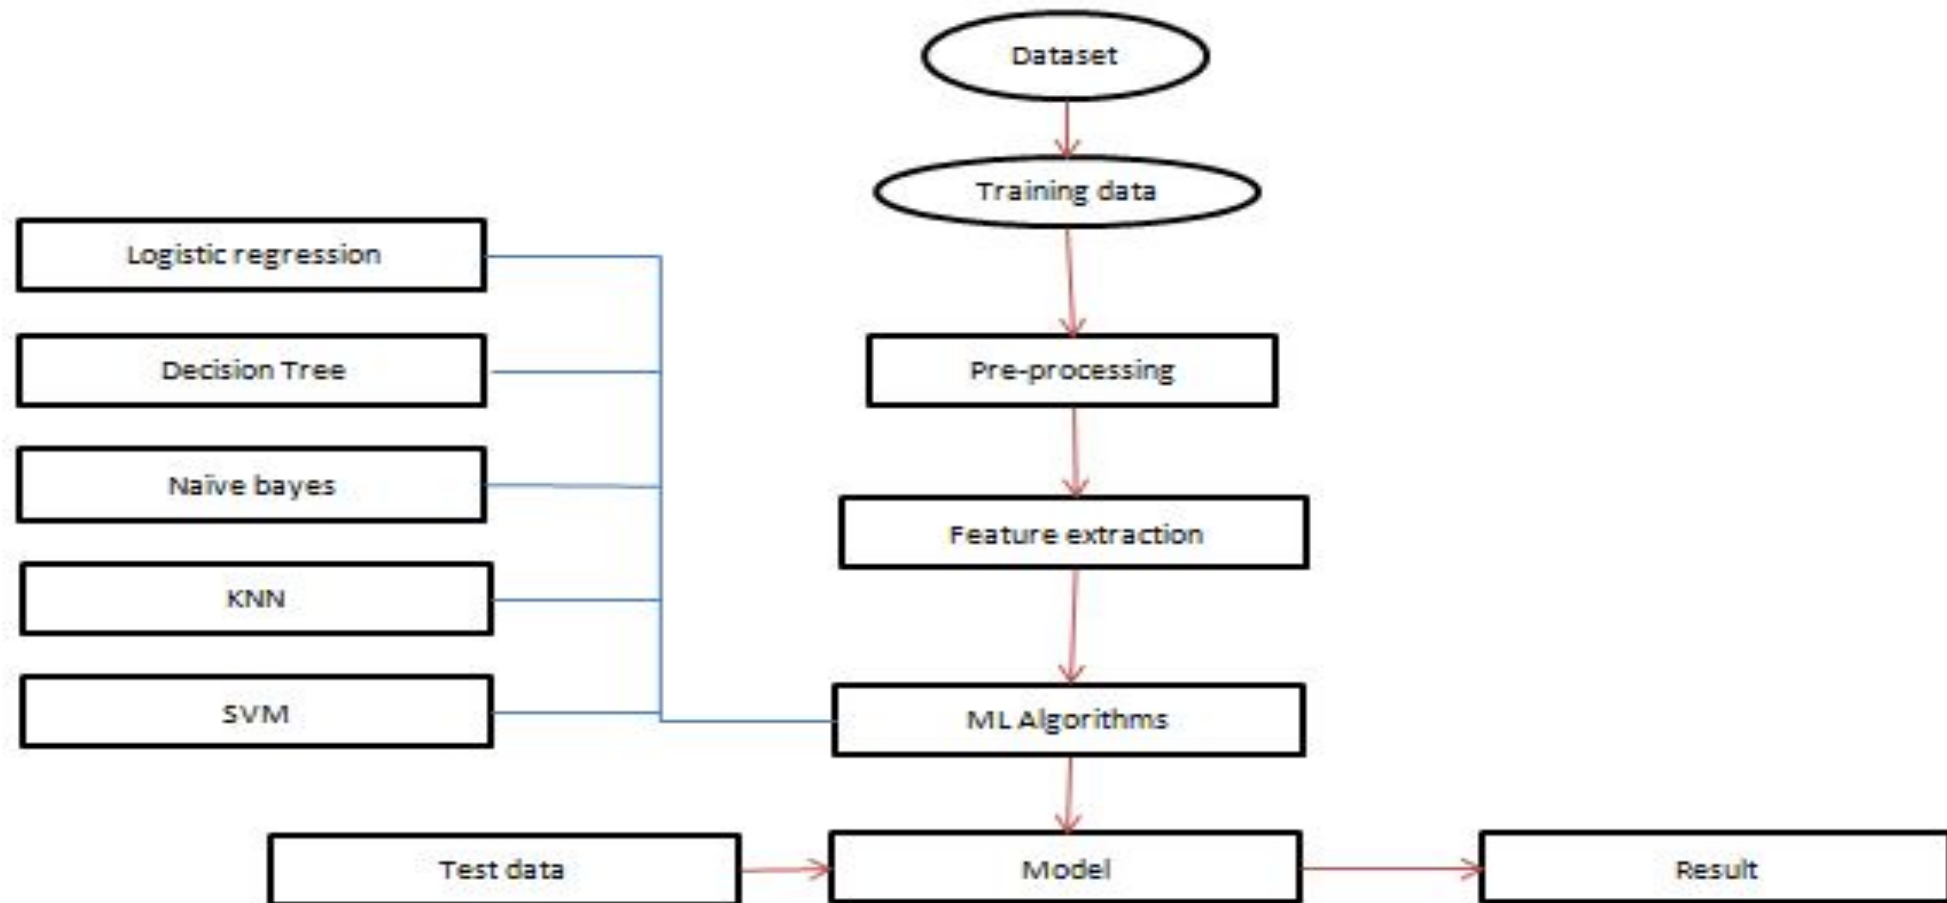 Dataset
Training data
Logistic regression
Decision Tree
Pre-processing
Naïve bayes
Feature extraction
KNN
SVM
ML Algorithms
Test data
Model
Result